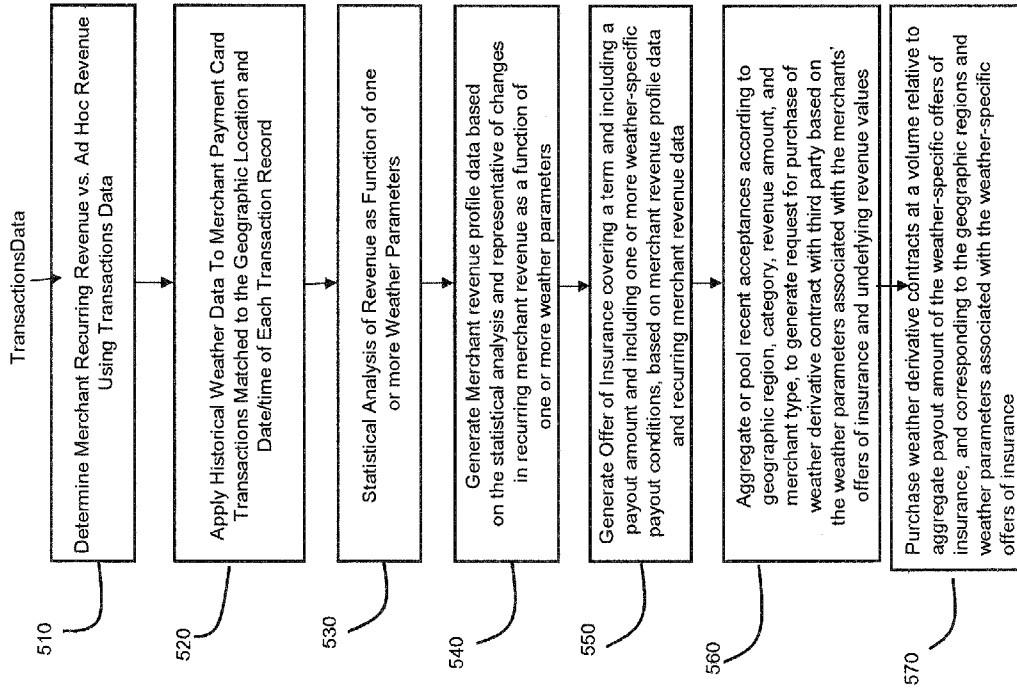 TransactionsData
510
Determine Merchant Recurring Revenue vs. Ad Hoc Revenue
Using Transactions Data
520
Apply Historical Weather Data To Merchant Payment Card
Transactions Matched to the Geographic Location and
Date/time of Each Transaction Record
530
Statistical Analysis of Revenue as Function of one
or more Weather Parameters
540
Generate Merchant revenue profile data based
on the statistical analysis and representative of changes
in recurring merchant revenue as a function of
one or more weather parameters
550
Generate Offer of Insurance covering a term and including a
payout amount and Including one or more weather-specific
payout conditions, based on merchant revenue profile data
and recurring merchant revenue data
560
Aggregate or pool recent acceptances according to
geographic region, category, revenue amount, and
merchant type, to generate request for purchase of
weather derivative contract with third party based on
the weather parameters associated with the merchants'
offers of insurance and underlying revenue values
570
Purchase weather derivative contracts at a volume relative to
aggregate payout amount of the weather-specific offers of
insurance, and corresponding to the geographic regions and
weather parameters associated with the weather-specific
offers of insurance